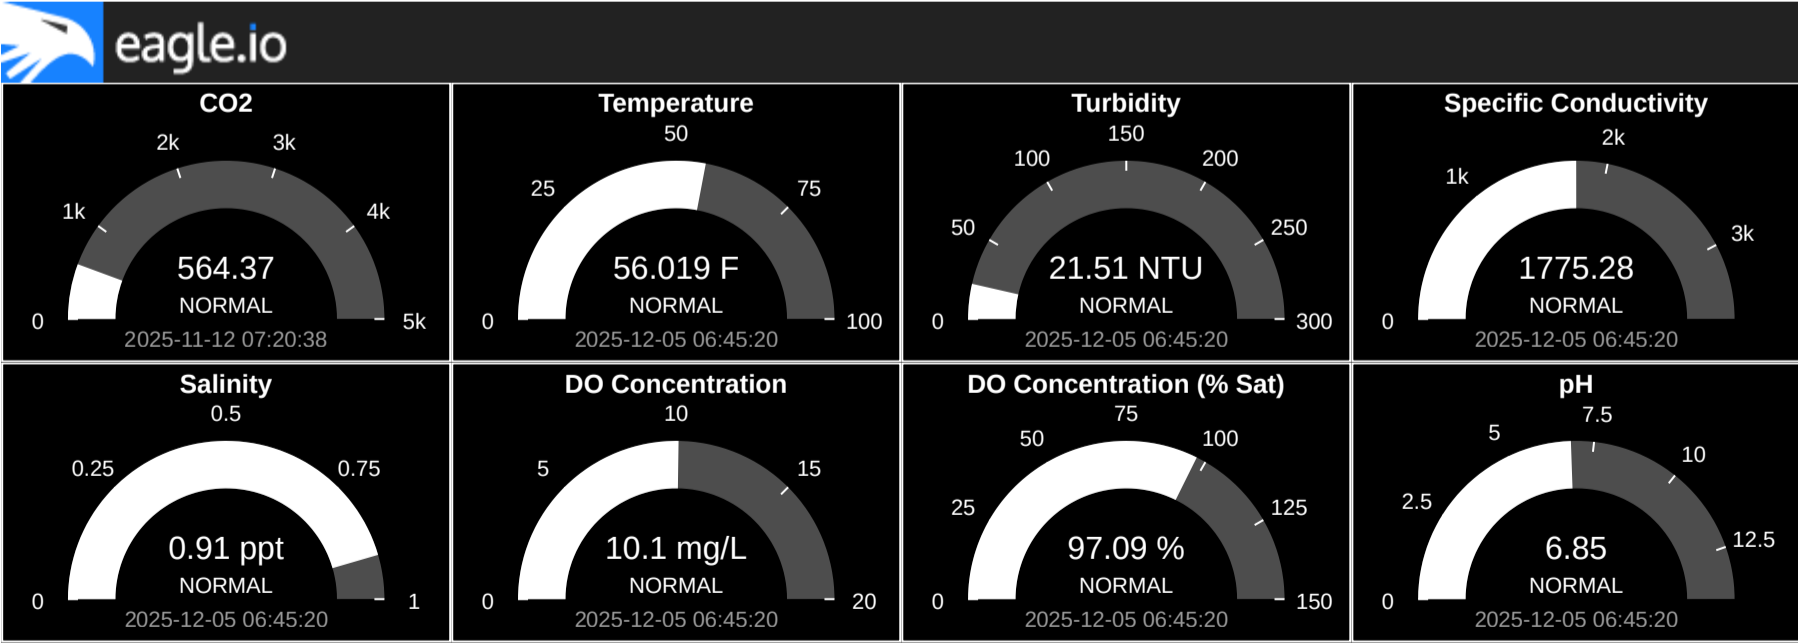 eagle.io
CO2
2k 3k
1k 4k
564.37
NORMAL
0 5k
2025-11-12 07:20:38
Temperature
50
25 75
56.019 F
NORMAL
0 100
2025-12-05 06:45:20
Turbidity
150
100 200
50 250
21.51 NTU
NORMAL
0 300
2025-12-05 06:45:20
Specific Conductivity
2k
1k
3k
1775.28
NORMAL
0
2025-12-05 06:45:20
Salinity
0.5
0.25 0.75
0.91 ppt
NORMAL
0 1
2025-12-05 06:45:20
DO Concentration
10
5 15
10.1 mg/L
NORMAL
0 20
2025-12-05 06:45:20
DO Concentration (% Sat)
75
50 100
25 125
97.09 %
NORMAL
0 150
2025-12-05 06:45:20
pH
7.5
5
10
2.5
12.5
6.85
NORMAL
0
2025-12-05 06:45:20